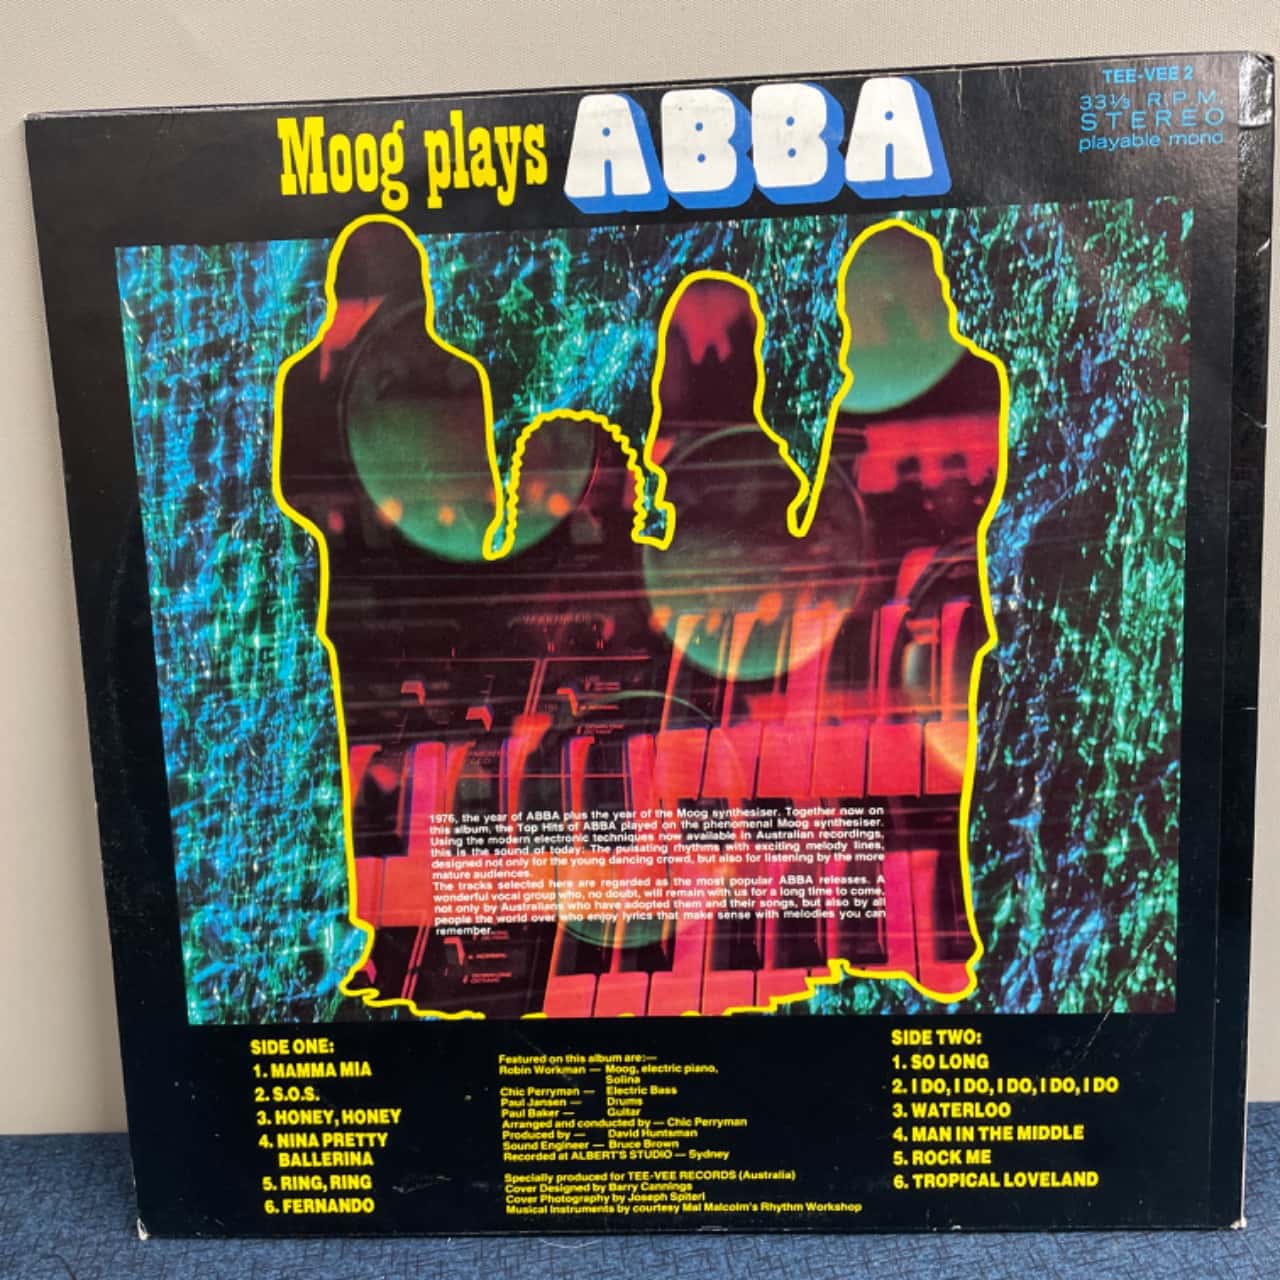 TEE-VEE 2
33⅓ R.P.M.
STEREO
playable mono
Moog plays ABBA
1976, the year of ABBA plus the year of the Moog synthesiser. Together now on
this album, the Top Hits of ABBA played on the phenomenal Moog synthesiser.
Using the modern electronic techniques now available in Australian recordings,
this is the sound of today: The pulsating rhythms with exciting melody lines,
designed not only for the young dancing crowd, but also for listening by the more
mature audiences.
The tracks selected here are regarded as the most popular ABBA releases. A
wonderful vocal group who, no doubt, will remain with us for a long time to come,
not only by Australians who have adopted them and their songs, but also by all
people the world over who enjoy lyrics that make sense with melodies you can
remember.
SIDE ONE:
1. MAMMA MIA
2. S.O.S.
3. HONEY, HONEY
4. NINA PRETTY
BALLERINA
5. RING, RING
6. FERNANDO
Featured on this album are:—
Robin Workman — Moog, electric piano,
Solina
Chic Perryman — Electric Bass
Paul Jansen — Drums
Paul Baker — Guitar
Arranged and conducted by — Chic Perryman
Produced by — David Huntsman
Sound Engineer — Bruce Brown
Recorded at ALBERT'S STUDIO — Sydney
Specially produced for TEE-VEE RECORDS (Australia)
Cover Designed by Barry Cannings
Cover Photography by Joseph Spiteri
Musical Instruments by courtesy Mal Malcolm's Rhythm Workshop
SIDE TWO:
1. SO LONG
2. I DO, I DO, I DO, I DO, I DO
3. WATERLOO
4. MAN IN THE MIDDLE
5. ROCK ME
6. TROPICAL LOVELAND